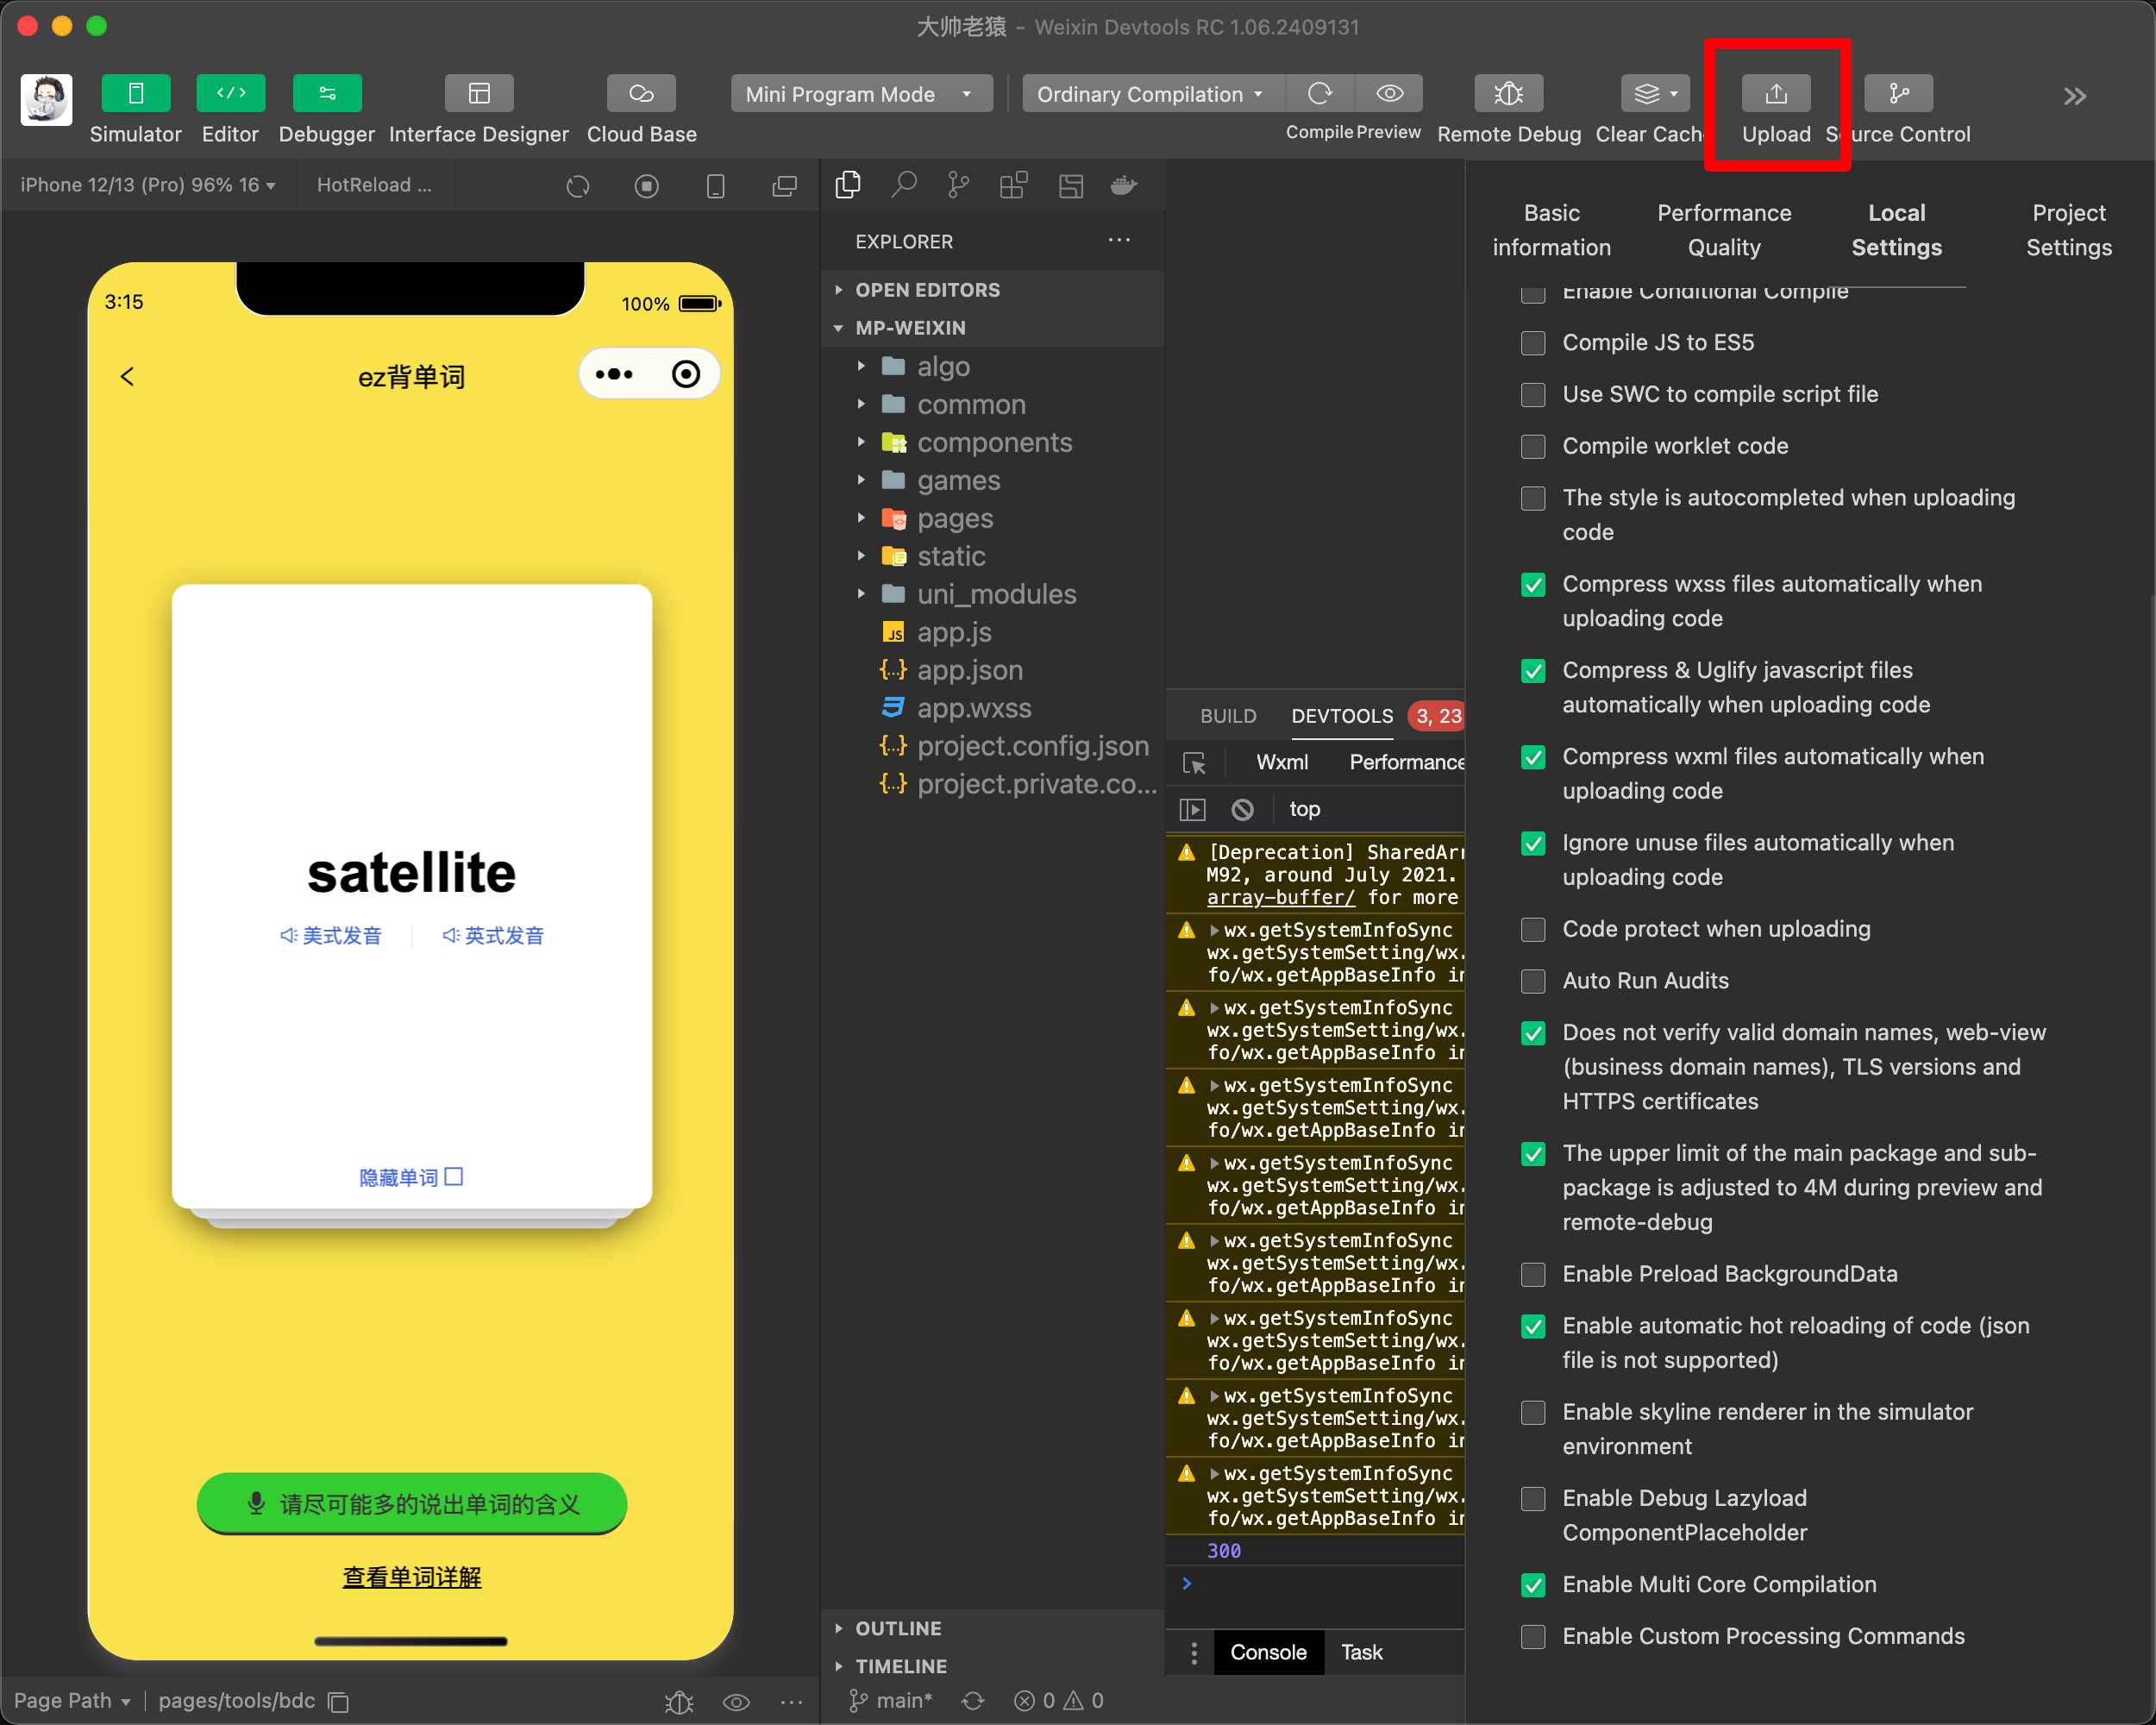 大帅老猿 - Weixin Devtools RC 1.06.2409131
Simulator
Editor
Debugger
Interface Designer
Cloud Base
Mini Program Mode
Ordinary Compilation
Compile
Preview
Remote Debug
Clear Cache
Upload
Source Control
iPhone 12/13 (Pro) 96% 16
HotReload ...
3:15
100%
ez背单词
satellite
美式发音
英式发音
隐藏单词
请尽可能多的说出单词的含义
查看单词详解
Page Path
pages/tools/bdc
EXPLORER
OPEN EDITORS
MP-WEIXIN
algo
common
components
games
pages
static
uni_modules
JS app.js
{...} app.json
app.wxss
{...} project.config.json
{...} project.private.co...
OUTLINE
TIMELINE
main*
0
0
BUILD
DEVTOOLS
3, 23
Wxml
Performance
top
[Deprecation] SharedArr
M92, around July 2021.
array-buffer/ for more
wx.getSystemInfoSync
wx.getSystemSetting/wx.
fo/wx.getAppBaseInfo in
wx.getSystemInfoSync
wx.getSystemSetting/wx.
fo/wx.getAppBaseInfo in
wx.getSystemInfoSync
wx.getSystemSetting/wx.
fo/wx.getAppBaseInfo in
wx.getSystemInfoSync
wx.getSystemSetting/wx.
fo/wx.getAppBaseInfo in
wx.getSystemInfoSync
wx.getSystemSetting/wx.
fo/wx.getAppBaseInfo in
wx.getSystemInfoSync
wx.getSystemSetting/wx.
fo/wx.getAppBaseInfo in
wx.getSystemInfoSync
wx.getSystemSetting/wx.
fo/wx.getAppBaseInfo in
wx.getSystemInfoSync
wx.getSystemSetting/wx.
fo/wx.getAppBaseInfo in
300
Console
Task
Basic
information
Performance
Quality
Local
Settings
Project
Settings
Enable Conditional Compile
Compile JS to ES5
Use SWC to compile script file
Compile worklet code
The style is autocompleted when uploading
code
Compress wxss files automatically when
uploading code
Compress & Uglify javascript files
automatically when uploading code
Compress wxml files automatically when
uploading code
Ignore unuse files automatically when
uploading code
Code protect when uploading
Auto Run Audits
Does not verify valid domain names, web-view
(business domain names), TLS versions and
HTTPS certificates
The upper limit of the main package and sub-
package is adjusted to 4M during preview and
remote-debug
Enable Preload BackgroundData
Enable automatic hot reloading of code (json
file is not supported)
Enable skyline renderer in the simulator
environment
Enable Debug Lazyload
ComponentPlaceholder
Enable Multi Core Compilation
Enable Custom Processing Commands